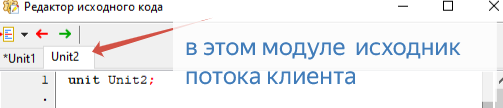 Редактор исходного кода
*Unit1 Unit2
в этом модуле исходник
потока клиента
1 unit Unit2;